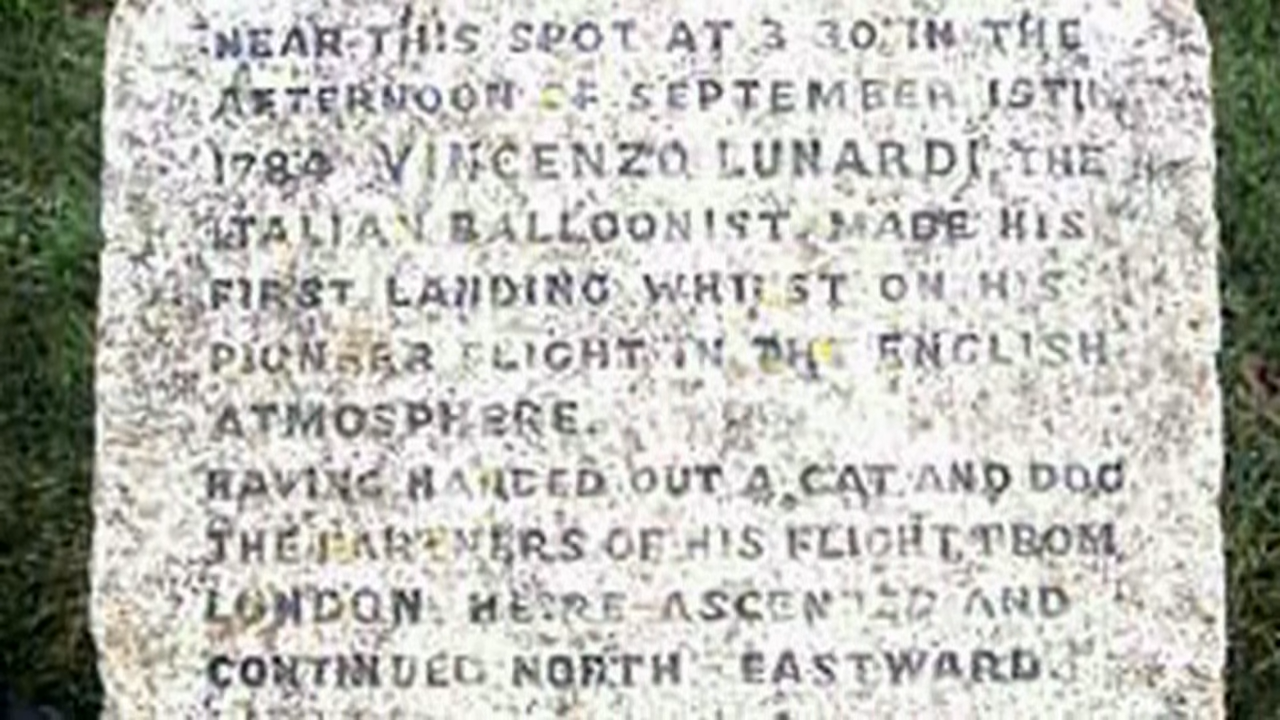 NEAR THIS SPOT AT 3 30 IN THE
AFTERNOON OF SEPTEMBER 15TH
1784 VINCENZO LUNARDI, THE
ITALIAN BALLOONIST, MADE HIS
FIRST LANDING WHILST ON HIS
PIONEER FLIGHT IN THE ENGLISH
ATMOSPHERE.
HAVING HANDED OUT A CAT AND DOG
THE PARTNERS OF HIS FLIGHT FROM
LONDON HE RE-ASCENDED AND
CONTINUED NORTH - EASTWARD.